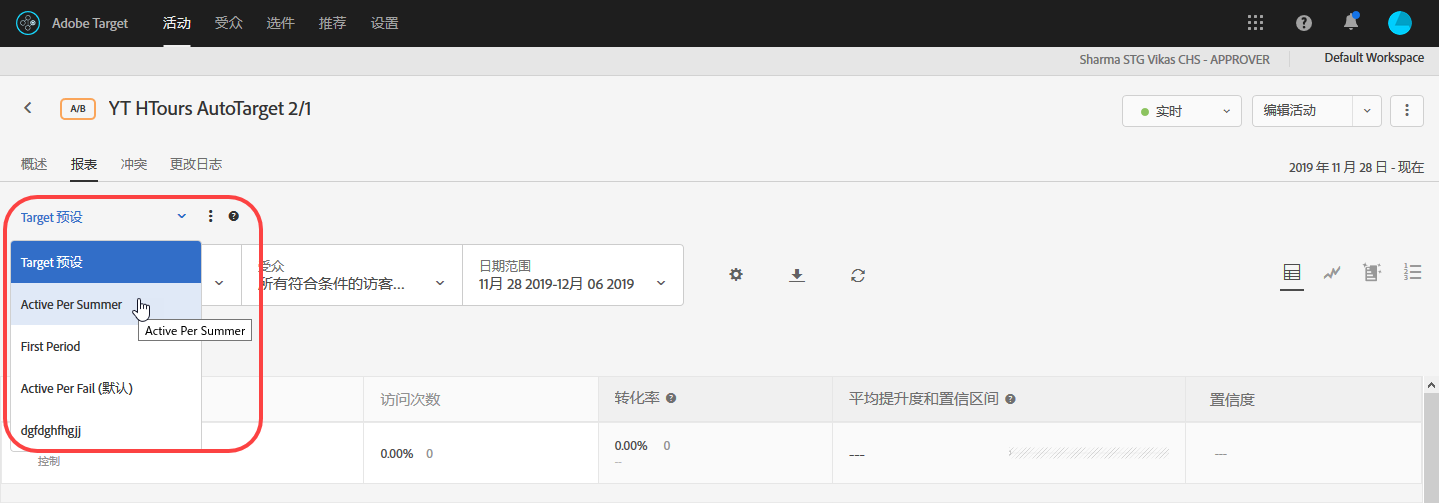 Adobe Target 活动 受众 选件 推荐 设置
Sharma STG Vikas CHS - APPROVER Default Workspace
A/B YT HTours AutoTarget 2/1 实时 编辑活动
概述 报表 冲突 更改日志
2019 年 11 月 28 日 - 现在
Target 预设
Target 预设
Active Per Summer
Active Per Summer
First Period
Active Per Fail (默认)
dgfdghfhgjj
受众
所有符合条件的访客...
日期范围
11月 28 2019-12月 06 2019
访问次数 转化率 平均提升度和置信区间 置信度
控制
0.00% 0
0.00% 0
--
---
---